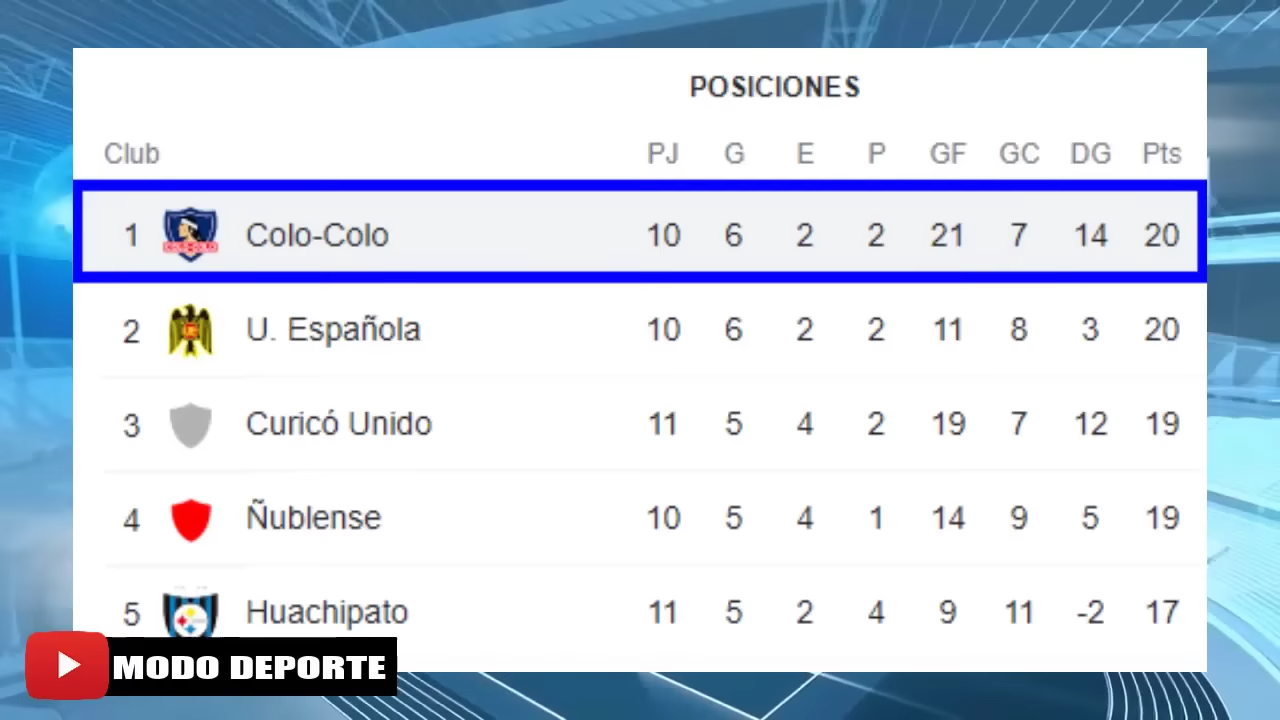 POSICIONES
Club PJ G E P GF GC DG Pts
1 COLO-COLO Colo-Colo 10 6 2 2 21 7 14 20
2 U. Española 10 6 2 2 11 8 3 20
3 Curicó Unido 11 5 4 2 19 7 12 19
4 Ñublense 10 5 4 1 14 9 5 19
5 Huachipato 11 5 2 4 9 11 -2 17
MODO DEPORTE